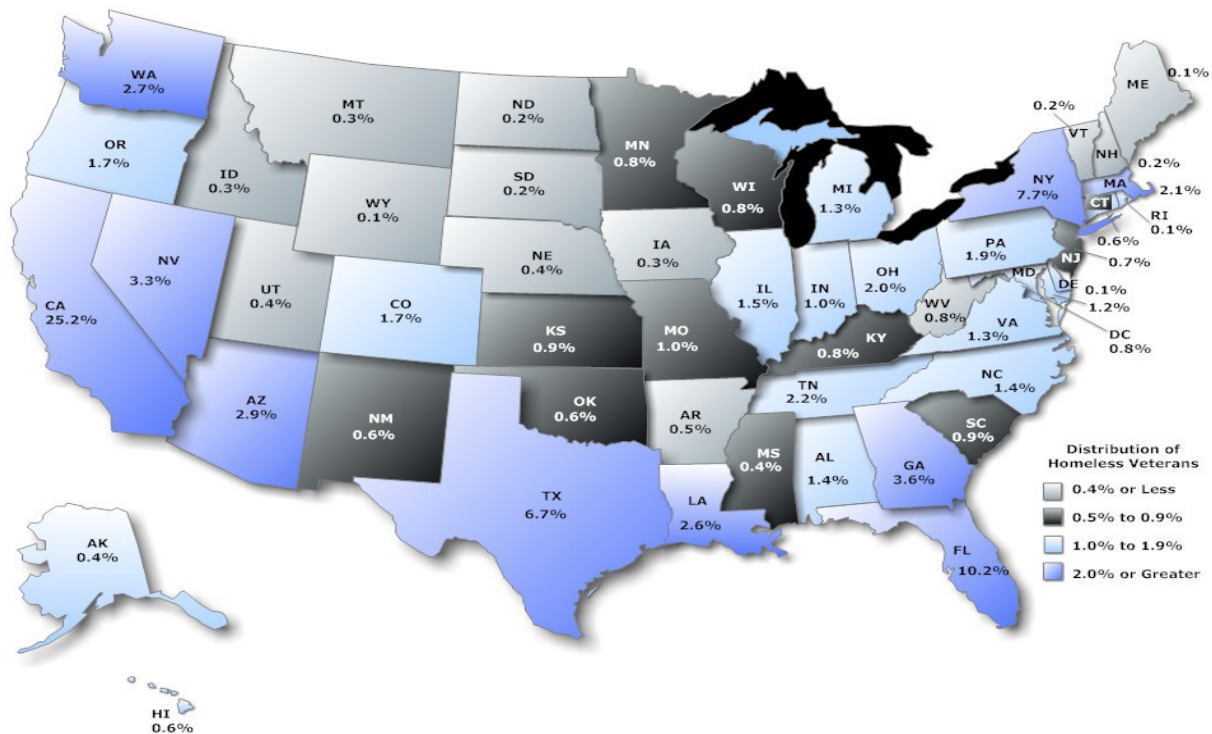 WA
2.7%
MT
0.3%
ND
0.2%
MN
0.8%
ME
0.1%
0.2%
VT
NH
0.2%
OR
1.7%
ID
0.3%
SD
0.2%
WI
0.8%
MI
1.3%
NY
7.7%
MA
2.1%
CT
RI
0.1%
0.6%
WY
0.1%
NE
0.4%
IA
0.3%
PA
1.9%
NJ
0.7%
NV
3.3%
UT
0.4%
CO
1.7%
IL
1.5%
IN
1.0%
OH
2.0%
MD
DE
0.1%
1.2%
WV
0.8%
VA
1.3%
DC
0.8%
CA
25.2%
KS
0.9%
MO
1.0%
KY
0.8%
AZ
2.9%
NM
0.6%
OK
0.6%
AR
0.5%
TN
2.2%
NC
1.4%
SC
0.9%
MS
0.4%
AL
1.4%
GA
3.6%
TX
6.7%
LA
2.6%
FL
10.2%
AK
0.4%
HI
0.6%
Distribution of
Homeless Veterans
0.4% or Less
0.5% to 0.9%
1.0% to 1.9%
2.0% or Greater